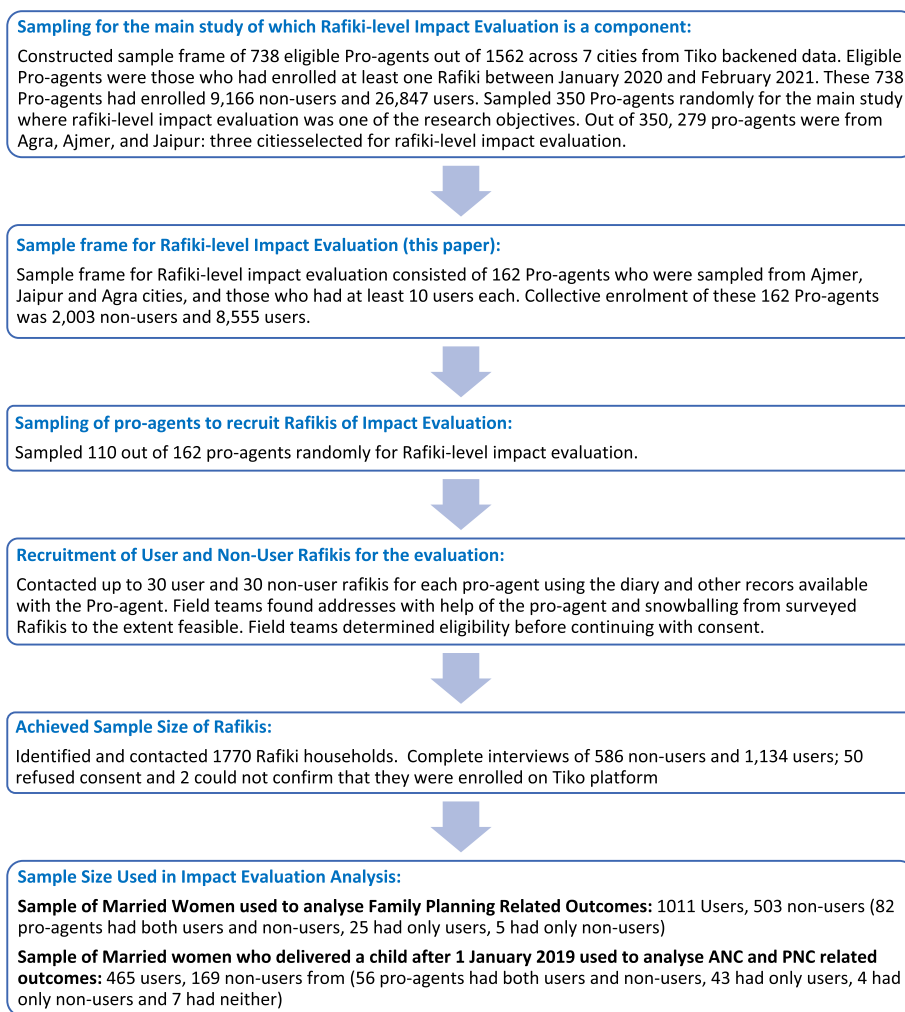 Sampling for the main study of which Rafiki-level Impact Evaluation is a component:
Constructed sample frame of 738 eligible Pro-agents out of 1562 across 7 cities from Tiko backened data. Eligible
Pro-agents were those who had enrolled at least one Rafiki between January 2020 and February 2021. These 738
Pro-agents had enrolled 9,166 non-users and 26,847 users. Sampled 350 Pro-agents randomly for the main study
where rafiki-level impact evaluation was one of the research objectives. Out of 350, 279 pro-agents were from
Agra, Ajmer, and Jaipur: three citiesselected for rafiki-level impact evaluation.
Sample frame for Rafiki-level Impact Evaluation (this paper):
Sample frame for Rafiki-level impact evaluation consisted of 162 Pro-agents who were sampled from Ajmer,
Jaipur and Agra cities, and those who had at least 10 users each. Collective enrolment of these 162 Pro-agents
was 2,003 non-users and 8,555 users.
Sampling of pro-agents to recruit Rafikis of Impact Evaluation:
Sampled 110 out of 162 pro-agents randomly for Rafiki-level impact evaluation.
Recruitment of User and Non-User Rafikis for the evaluation:
Contacted up to 30 user and 30 non-user rafikis for each pro-agent using the diary and other recors available
with the Pro-agent. Field teams found addresses with help of the pro-agent and snowballing from surveyed
Rafikis to the extent feasible. Field teams determined eligibility before continuing with consent.
Achieved Sample Size of Rafikis:
Identified and contacted 1770 Rafiki households.  Complete interviews of 586 non-users and 1,134 users; 50
refused consent and 2 could not confirm that they were enrolled on Tiko platform
Sample Size Used in Impact Evaluation Analysis:
Sample of Married Women used to analyse Family Planning Related Outcomes: 1011 Users, 503 non-users (82
pro-agents had both users and non-users, 25 had only users, 5 had only non-users)
Sample of Married women who delivered a child after 1 January 2019 used to analyse ANC and PNC related
outcomes: 465 users, 169 non-users from (56 pro-agents had both users and non-users, 43 had only users, 4 had
only non-users and 7 had neither)